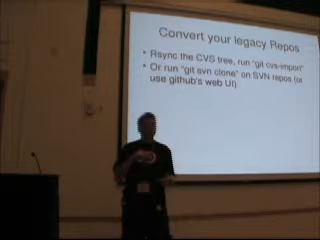 Convert your legacy Repos
• Rsync the CVS tree, run "git cvs-import"
• Or run "git svn clone" on SVN repos (or
use github's web UI)